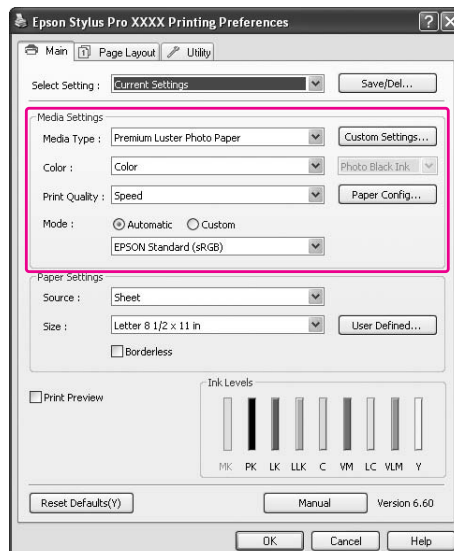 Epson Stylus Pro XXXX Printing Preferences
Main Page Layout Utility
Select Setting : Current Settings Save/Del...
Media Settings
Media Type : Premium Luster Photo Paper Custom Settings...
Color : Color Photo Black Ink
Print Quality : Speed Paper Config...
Mode : Automatic Custom
EPSON Standard (sRGB)
Paper Settings
Source : Sheet
Size : Letter 8 1/2 x 11 in User Defined...
Borderless
Print Preview
Ink Levels
MK PK LK LLK C VM LC VLM Y
Reset Defaults(Y) Manual Version 6.60
OK Cancel Help